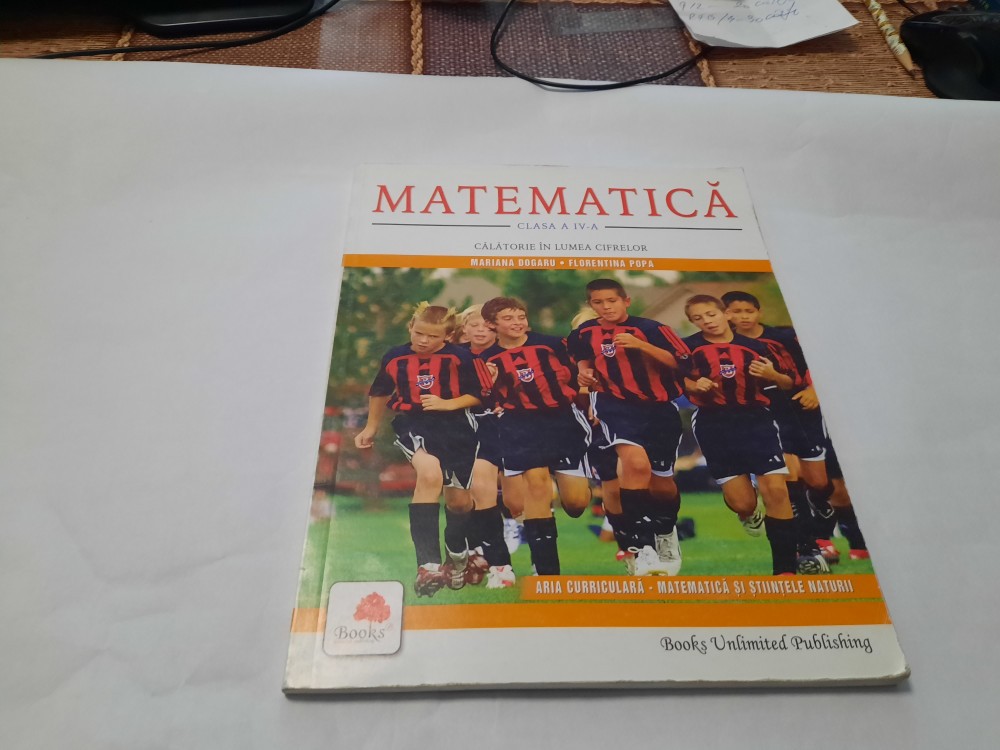 MATEMATICĂ
CLASA A IV-A
CĂLĂTORIE ÎN LUMEA CIFRELOR
MARIANA DOGARU • FLORENTINA POPA
ARIA CURRICULARĂ - MATEMATICĂ ȘI ȘTIINȚELE NATURII
Books
Books Unlimited Publishing